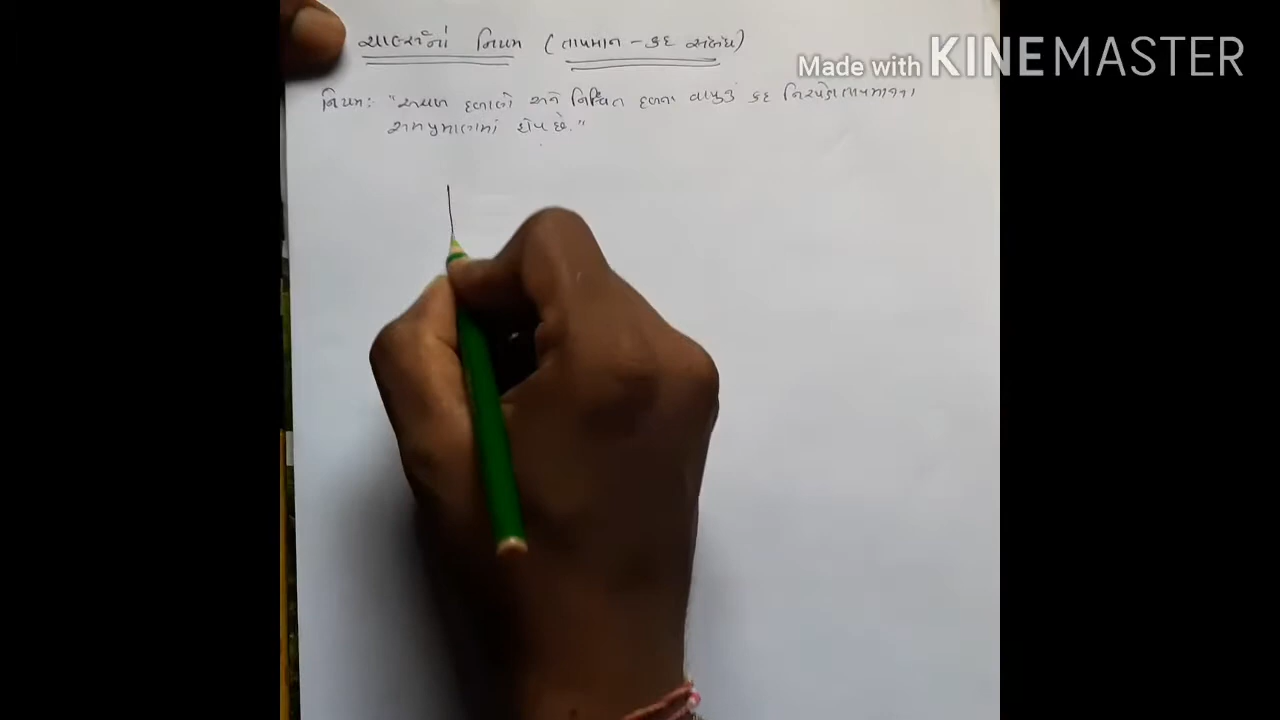 ચાર્લ્સનો નિયમ (તાપમાન - કદ સંબંધ)
Made with KINEMASTER
નિયમ: "અચળ દબાણે અને નિશ્ચિત દળના વાયુનું કદ નિરપેક્ષ તાપમાનના
સમપ્રમાણમાં હોય છે."